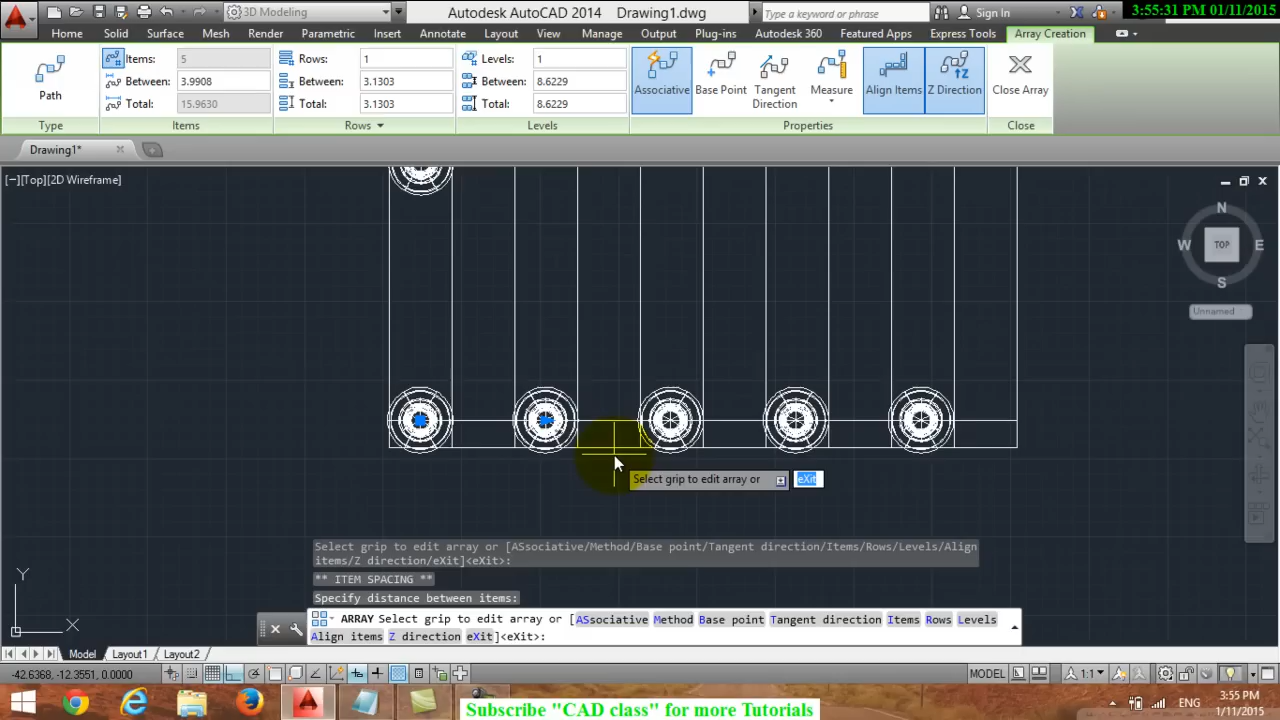 3D Modeling
Autodesk AutoCAD 2014 Drawing1.dwg
Type a keyword or phrase
Sign In
3:55:31 PM 01/11/2015
Home Solid Surface Mesh Render Parametric Insert Annotate Layout View Manage Output Plug-ins Autodesk 360 Featured Apps Express Tools Array Creation
Items: 5 Rows: 1 Levels: 1
Between: 3.9908 Between: 3.1303 Between: 8.6229
Total: 15.9630 Total: 3.1303 Total: 8.6229
Path
Associative Base Point Tangent Direction Measure Align Items Z Direction Close Array
Type Items Rows Levels Properties Close
Drawing1*
[−][Top][2D Wireframe]
N
W TOP E
S
Unnamed
Select grip to edit array or eXit
Select grip to edit array or [ASsociative/Method/Base point/Tangent direction/Items/Rows/Levels/Align
items/Z direction/eXit]<eXit>:
** ITEM SPACING **
Specify distance between items:
ARRAY Select grip to edit array or [ASsociative Method Base point Tangent direction Items Rows Levels
Align items Z direction eXit]<eXit>:
Y
X
Model Layout1 Layout2
-42.6368, -12.3551, 0.0000
MODEL
1:1
ENG
3:55 PM
1/11/2015
Subscribe "CAD class" for more Tutorials